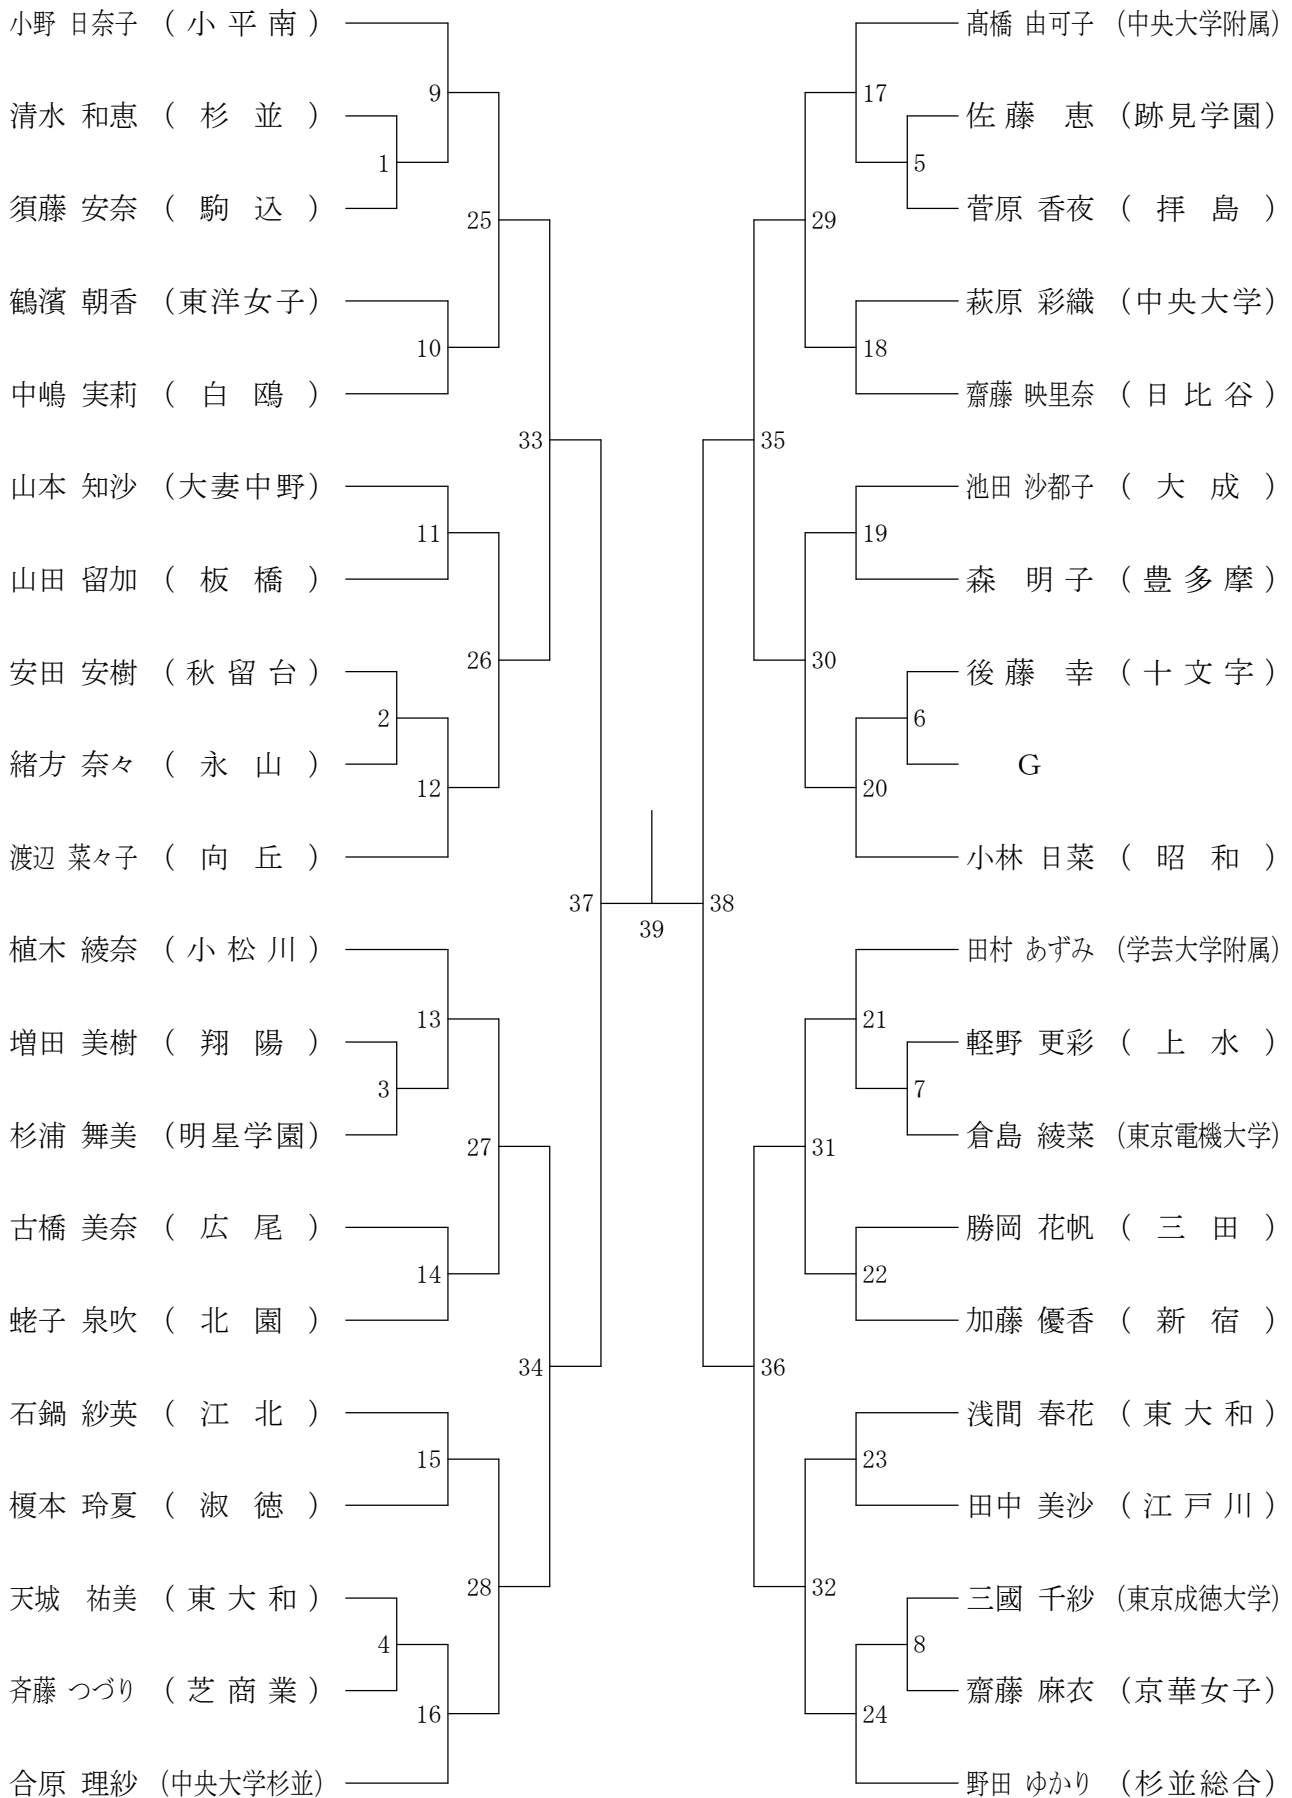 小野 日奈子 （ 小 平 南 ）
9
清水 和恵 （ 杉 並 ）
1
須藤 安奈 （ 駒 込 ）
25
鶴濱 朝香 （東洋女子）
10
中嶋 実莉 （ 白 鴎 ）
33
山本 知沙 （大妻中野）
11
山田 留加 （ 板 橋 ）
26
安田 安樹 （ 秋 留 台 ）
2
緒方 奈々 （ 永 山 ）
12
渡辺 菜々子 （ 向 丘 ）
37
39
植木 綾奈 （ 小 松 川 ）
13
増田 美樹 （ 翔 陽 ）
3
杉浦 舞美 （明星学園）
27
古橋 美奈 （ 広 尾 ）
14
蛯子 泉吹 （ 北 園 ）
34
石鍋 紗英 （ 江 北 ）
15
榎本 玲夏 （ 淑 徳 ）
28
天城 祐美 （ 東 大 和 ）
4
斉藤 つづり （ 芝 商 業 ）
16
合原 理紗 （中央大学杉並）
髙橋 由可子 （中央大学附属）
17
佐 藤 恵 （跡見学園）
5
菅原 香夜 （ 拝 島 ）
29
萩原 彩織 （中央大学）
18
齋藤 映里奈 （ 日 比 谷 ）
35
池田 沙都子 （ 大 成 ）
19
森 明 子 （ 豊 多 摩 ）
30
後 藤 幸 （ 十 文 字 ）
6
G
20
小林 日菜 （ 昭 和 ）
38
田村 あずみ （学芸大学附属）
21
軽野 更彩 （ 上 水 ）
7
倉島 綾菜 （東京電機大学）
31
勝岡 花帆 （ 三 田 ）
22
加藤 優香 （ 新 宿 ）
36
浅間 春花 （ 東 大 和 ）
23
田中 美沙 （ 江 戸 川 ）
32
三國 千紗 （東京成徳大学）
8
齋藤 麻衣 （京華女子）
24
野田 ゆかり （杉並総合）